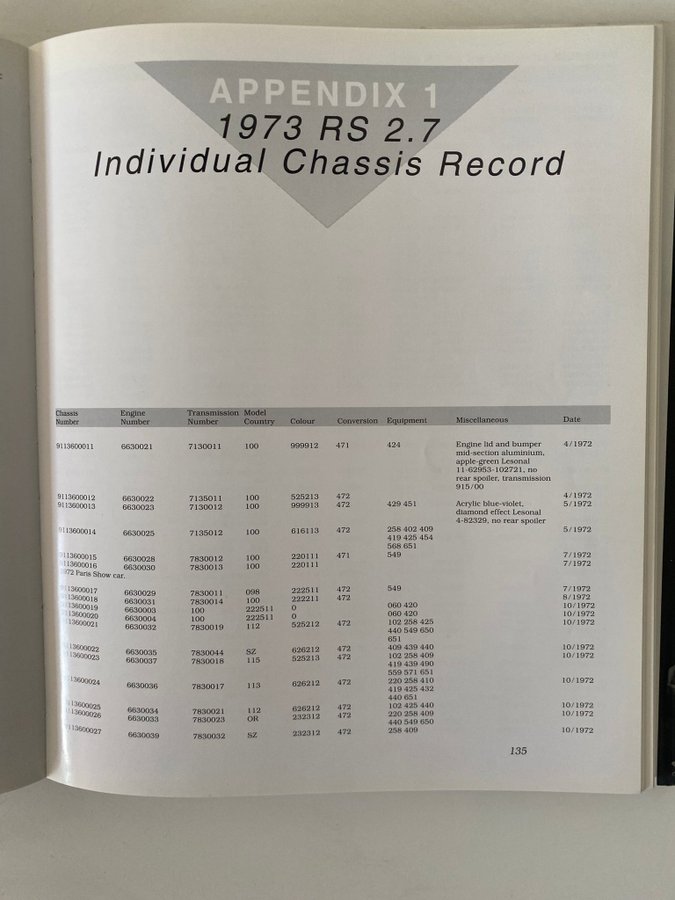 APPENDIX 1
1973 RS 2.7
Individual Chassis Record
Chassis Number Engine Number Transmission Number Model Country Colour Conversion Equipment Miscellaneous Date
9113600011 6630021 7130011 100 999912 471 424 Engine lid and bumper 4/1972
mid-section aluminium,
apple-green Lesonal
11-62953-102721, no
rear spoiler, transmission
915/00
9113600012 6630022 7135011 100 525213 472 4/1972
9113600013 6630023 7130012 100 999913 472 429 451 Acrylic blue-violet, 5/1972
diamond effect Lesonal
4-82329, no rear spoiler
9113600014 6630025 7135012 100 616113 472 258 402 409 5/1972
419 425 454
568 651
9113600015 6630028 7830012 100 220111 471 549 7/1972
9113600016 6630030 7830013 100 220111 7/1972
1972 Paris Show car.
9113600017 6630029 7830011 098 222511 472 549 7/1972
9113600018 6630031 7830014 100 222211 472 8/1972
9113600019 6630003 100 222511 0 060 420 10/1972
9113600020 6630004 100 222511 0 060 420 10/1972
9113600021 6630032 7830019 112 525212 472 102 258 425 10/1972
440 549 650
651
9113600022 6630035 7830044 SZ 626212 472 409 439 440 10/1972
9113600023 6630037 7830018 115 525213 472 102 258 409 10/1972
419 439 490
559 571 651
9113600024 6630036 7830017 113 626212 472 220 258 410 10/1972
419 425 432
440 651
9113600025 6630034 7830021 112 626212 472 102 425 440 10/1972
9113600026 6630033 7830023 OR 232312 472 220 258 409 10/1972
440 549 650
9113600027 6630039 7830032 SZ 232312 472 258 409 10/1972
135